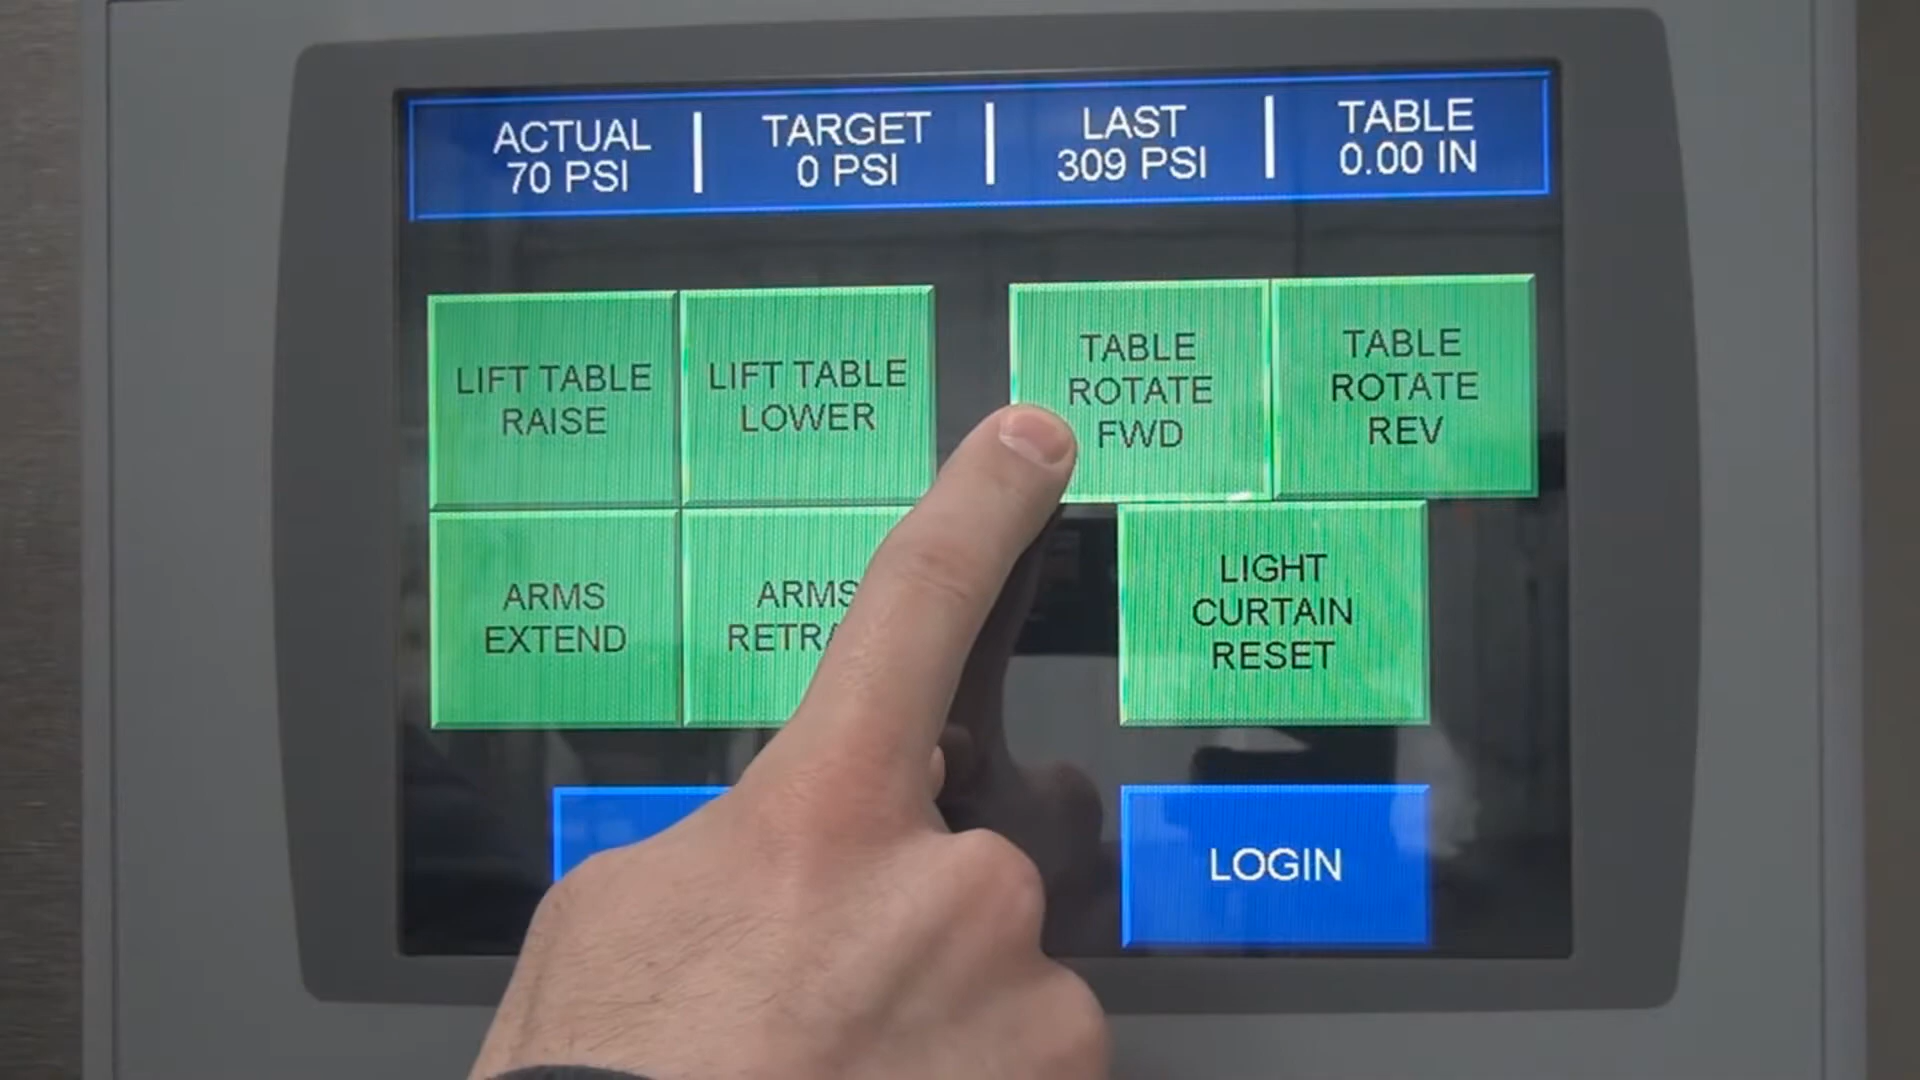 ACTUAL
70 PSI
TARGET
0 PSI
LAST
309 PSI
TABLE
0.00 IN
LIFT TABLE
RAISE
LIFT TABLE
LOWER
TABLE
ROTATE
FWD
TABLE
ROTATE
REV
ARMS
EXTEND
ARMS
LIGHT
CURTAIN
RESET
LOGIN